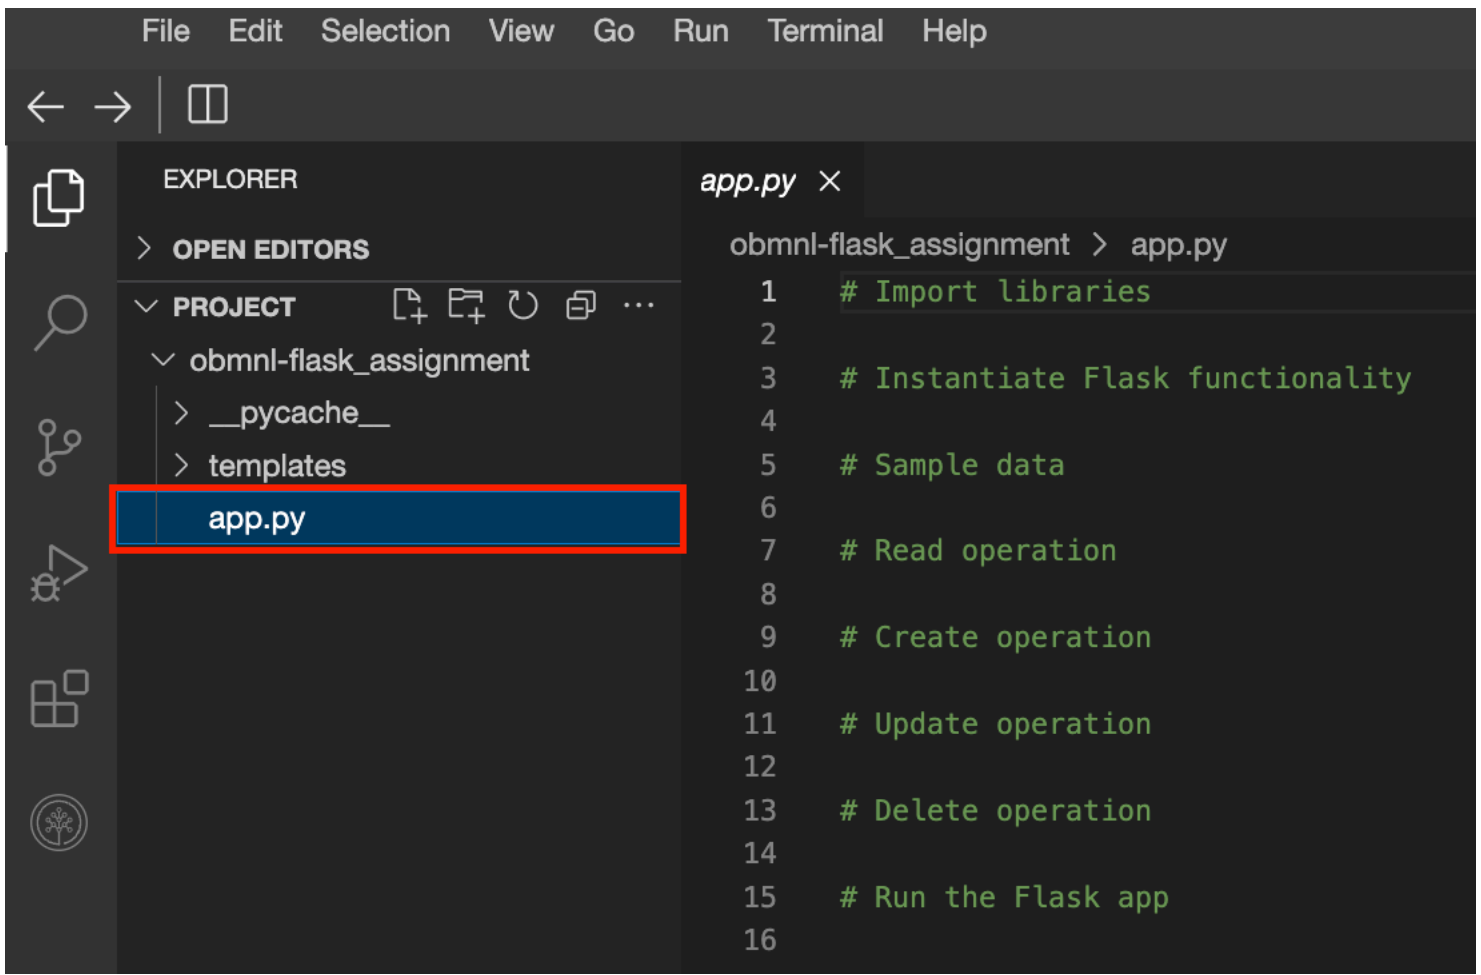 File Edit Selection View Go Run Terminal Help
EXPLORER
OPEN EDITORS
PROJECT
obmnl-flask_assignment
__pycache__
templates
app.py
app.py
obmnl-flask_assignment > app.py
1 # Import libraries
2
3 # Instantiate Flask functionality
4
5 # Sample data
6
7 # Read operation
8
9 # Create operation
10
11 # Update operation
12
13 # Delete operation
14
15 # Run the Flask app
16